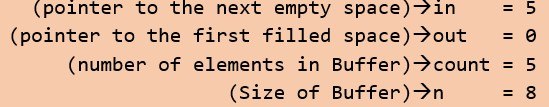 (pointer to the next empty space)→in = 5
(pointer to the first filled space)→out = 0
(number of elements in Buffer)→count = 5
(Size of Buffer)→n = 8